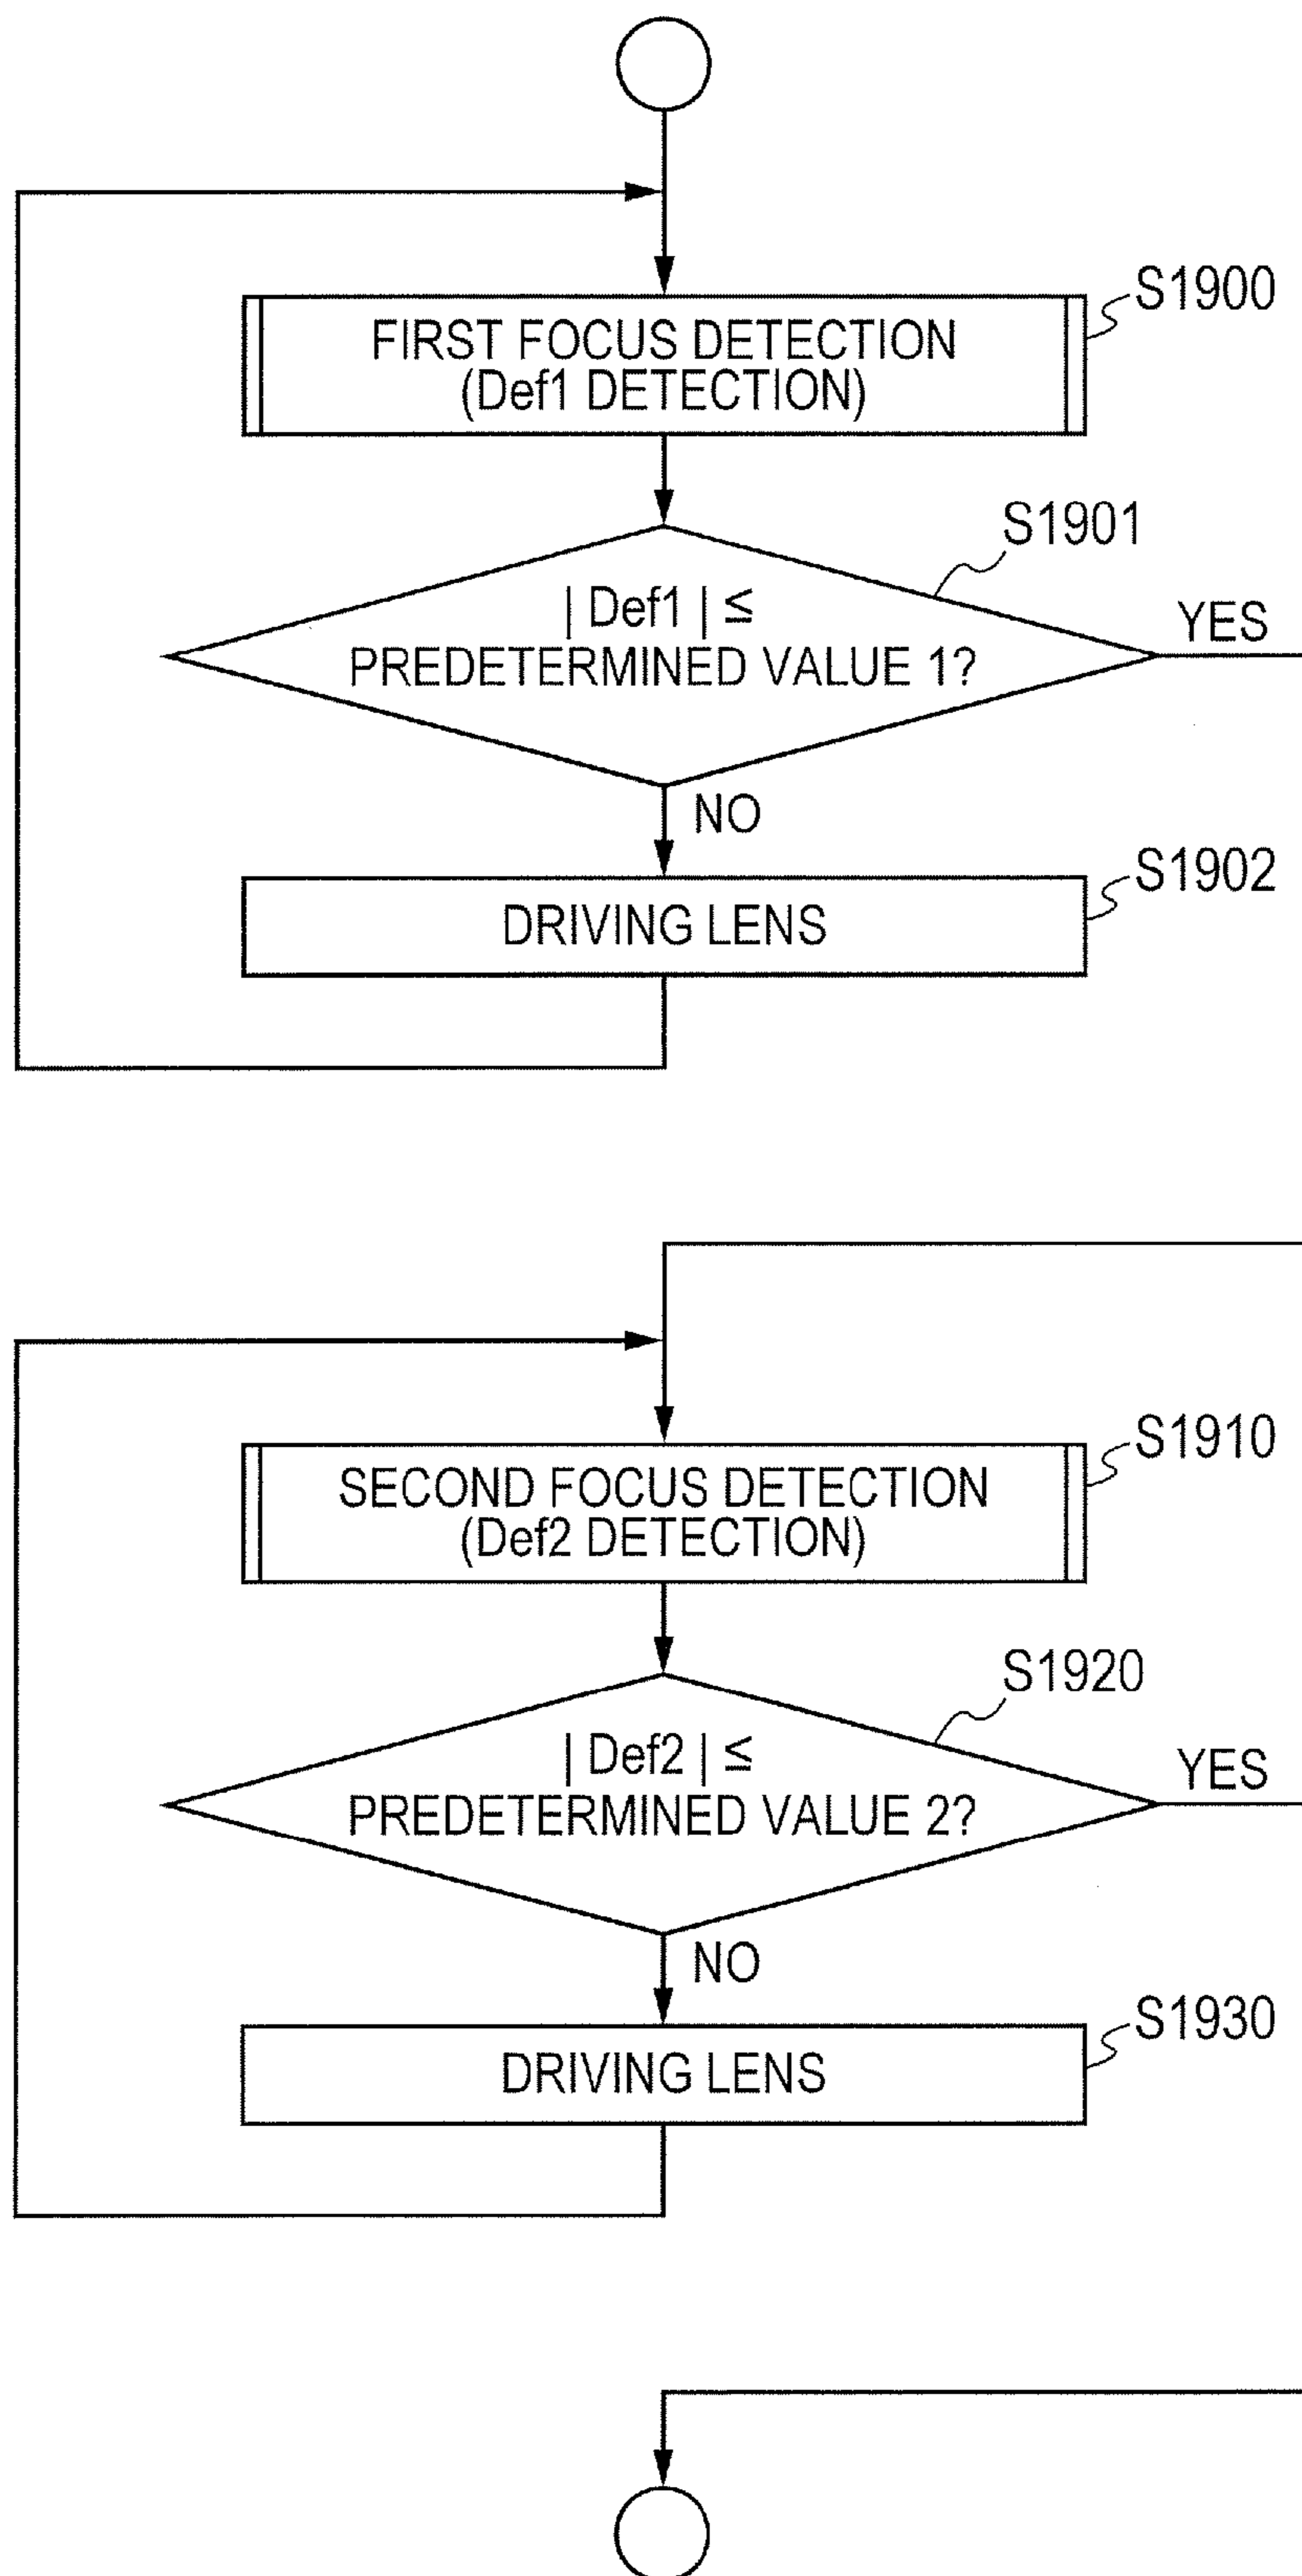 S1900
FIRST FOCUS DETECTION
(Def1 DETECTION)
S1901
| Def1 | ≤
PREDETERMINED VALUE 1?
YES
NO
S1902
DRIVING LENS
S1910
SECOND FOCUS DETECTION
(Def2 DETECTION)
S1920
| Def2 | ≤
PREDETERMINED VALUE 2?
YES
NO
S1930
DRIVING LENS